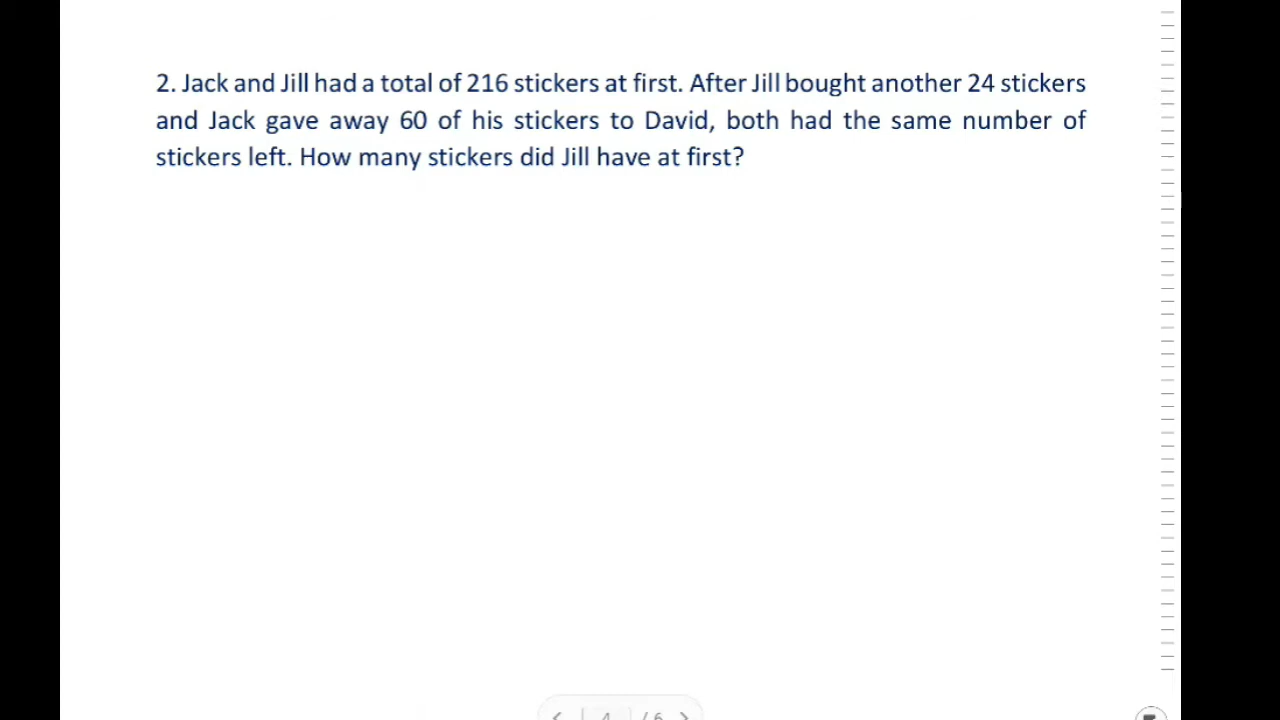 2. Jack and Jill had a total of 216 stickers at first. After Jill bought another 24 stickers
and Jack gave away 60 of his stickers to David, both had the same number of
stickers left. How many stickers did Jill have at first?
4 / 6